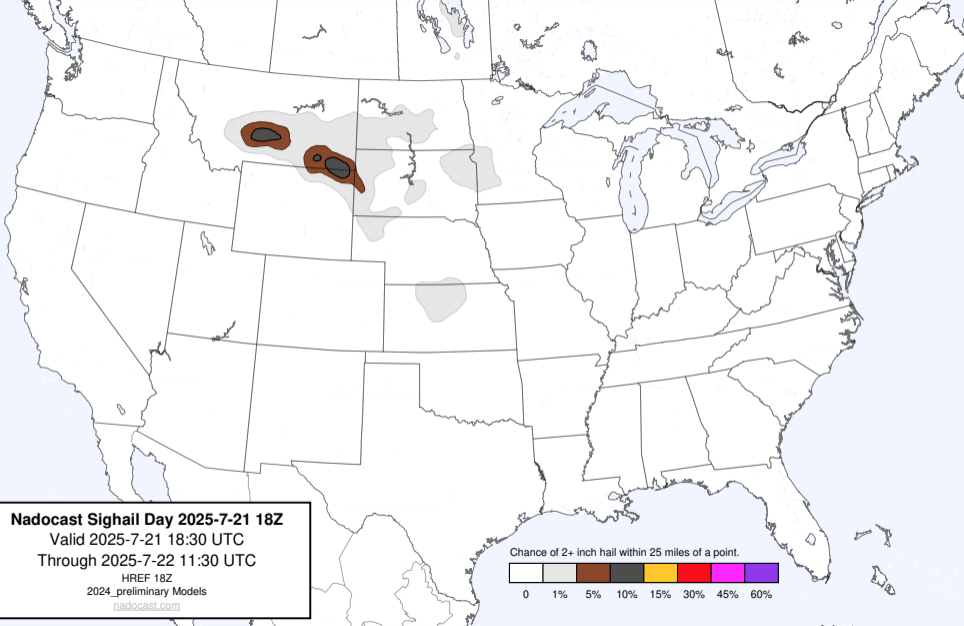 Nadocast Sighail Day 2025-7-21 18Z
Valid 2025-7-21 18:30 UTC
Through 2025-7-22 11:30 UTC
HREF 18Z
2024_preliminary Models
nadocast.com
Chance of 2+ inch hail within 25 miles of a point.
0 1% 5% 10% 15% 30% 45% 60%